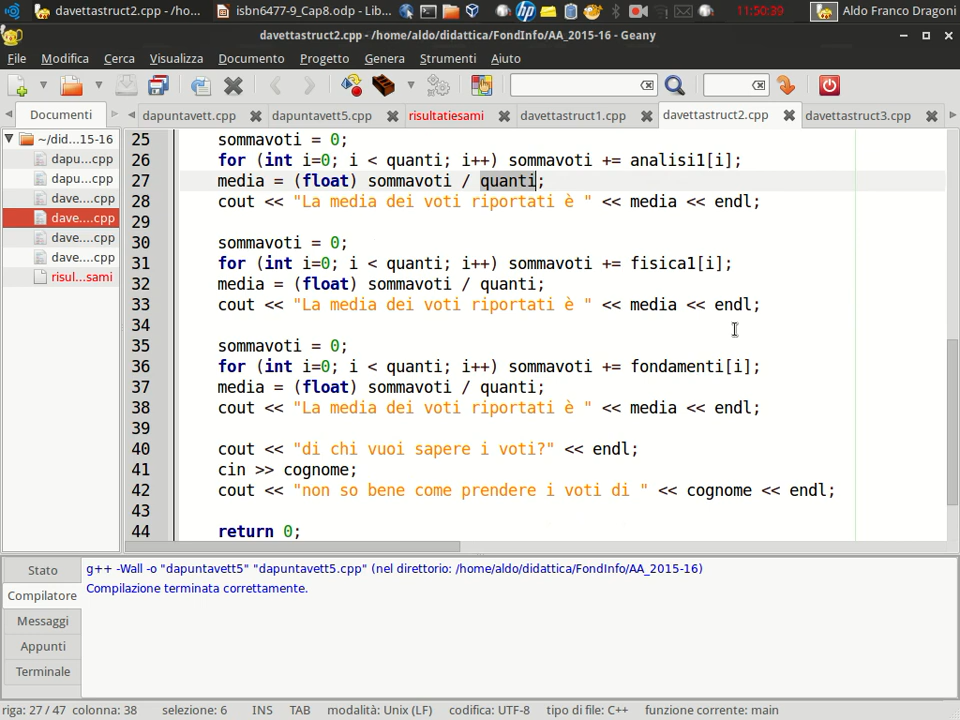 davettastruct2.cpp - /ho...
isbn6477-9_Cap8.odp - Lib...
11:50:39
Aldo Franco Dragoni
davettastruct2.cpp - /home/aldo/didattica/FondInfo/AA_2015-16 - Geany
File Modifica Cerca Visualizza Documento Progetto Genera Strumenti Aiuto
Documenti
dapuntavett.cpp dapuntavett5.cpp risultatiesami davettastruct1.cpp davettastruct2.cpp davettastruct3.cpp
~/did...15-16
dapu...cpp
dapu...cpp
dave....cpp
dave....cpp
dave....cpp
dave....cpp
risul...sami
25 sommavoti = 0;
26 for (int i=0; i < quanti; i++) sommavoti += analisi1[i];
27 media = (float) sommavoti / quanti;
28 cout << "La media dei voti riportati è " << media << endl;
29
30 sommavoti = 0;
31 for (int i=0; i < quanti; i++) sommavoti += fisica1[i];
32 media = (float) sommavoti / quanti;
33 cout << "La media dei voti riportati è " << media << endl;
34
35 sommavoti = 0;
36 for (int i=0; i < quanti; i++) sommavoti += fondamenti[i];
37 media = (float) sommavoti / quanti;
38 cout << "La media dei voti riportati è " << media << endl;
39
40 cout << "di chi vuoi sapere i voti?" << endl;
41 cin >> cognome;
42 cout << "non so bene come prendere i voti di " << cognome << endl;
43
44 return 0;
Stato
Compilatore
Messaggi
Appunti
Terminale
g++ -Wall -o "dapuntavett5" "dapuntavett5.cpp" (nel direttorio: /home/aldo/didattica/FondInfo/AA_2015-16)
Compilazione terminata correttamente.
riga: 27 / 47 colonna: 38 selezione: 6 INS TAB modalità: Unix (LF) codifica: UTF-8 tipo di file: C++ funzione corrente: main